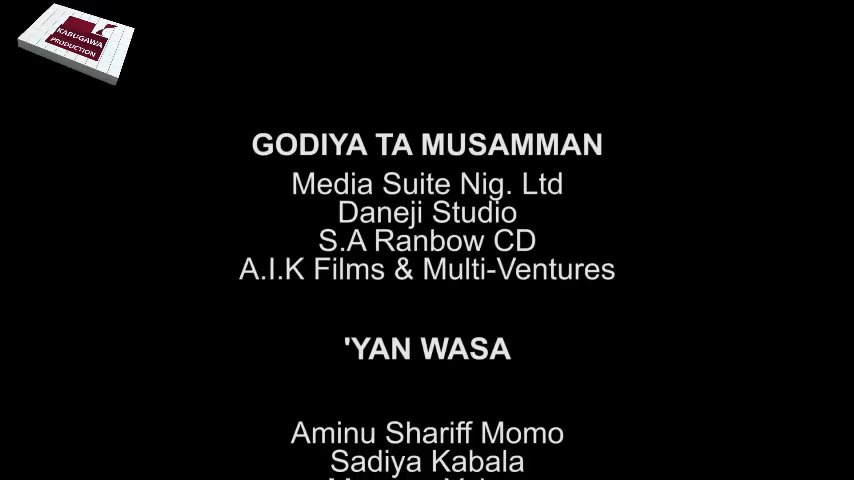 KABUGAWA
PRODUCTION
GODIYA TA MUSAMMAN
Media Suite Nig. Ltd
Daneji Studio
S.A Ranbow CD
A.I.K Films & Multi-Ventures
'YAN WASA
Aminu Shariff Momo
Sadiya Kabala